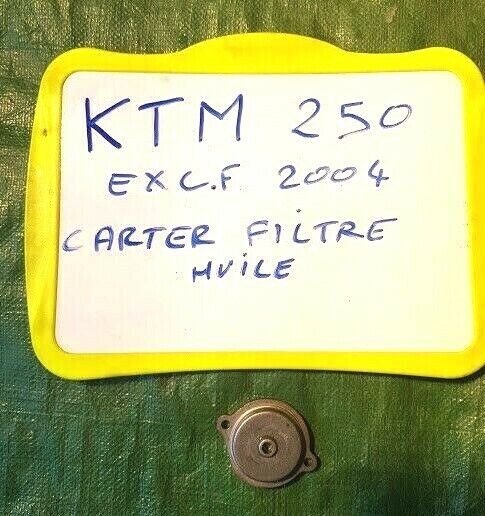 KTM 250
EXC.F 2004
CARTER FILTRE
HUILE